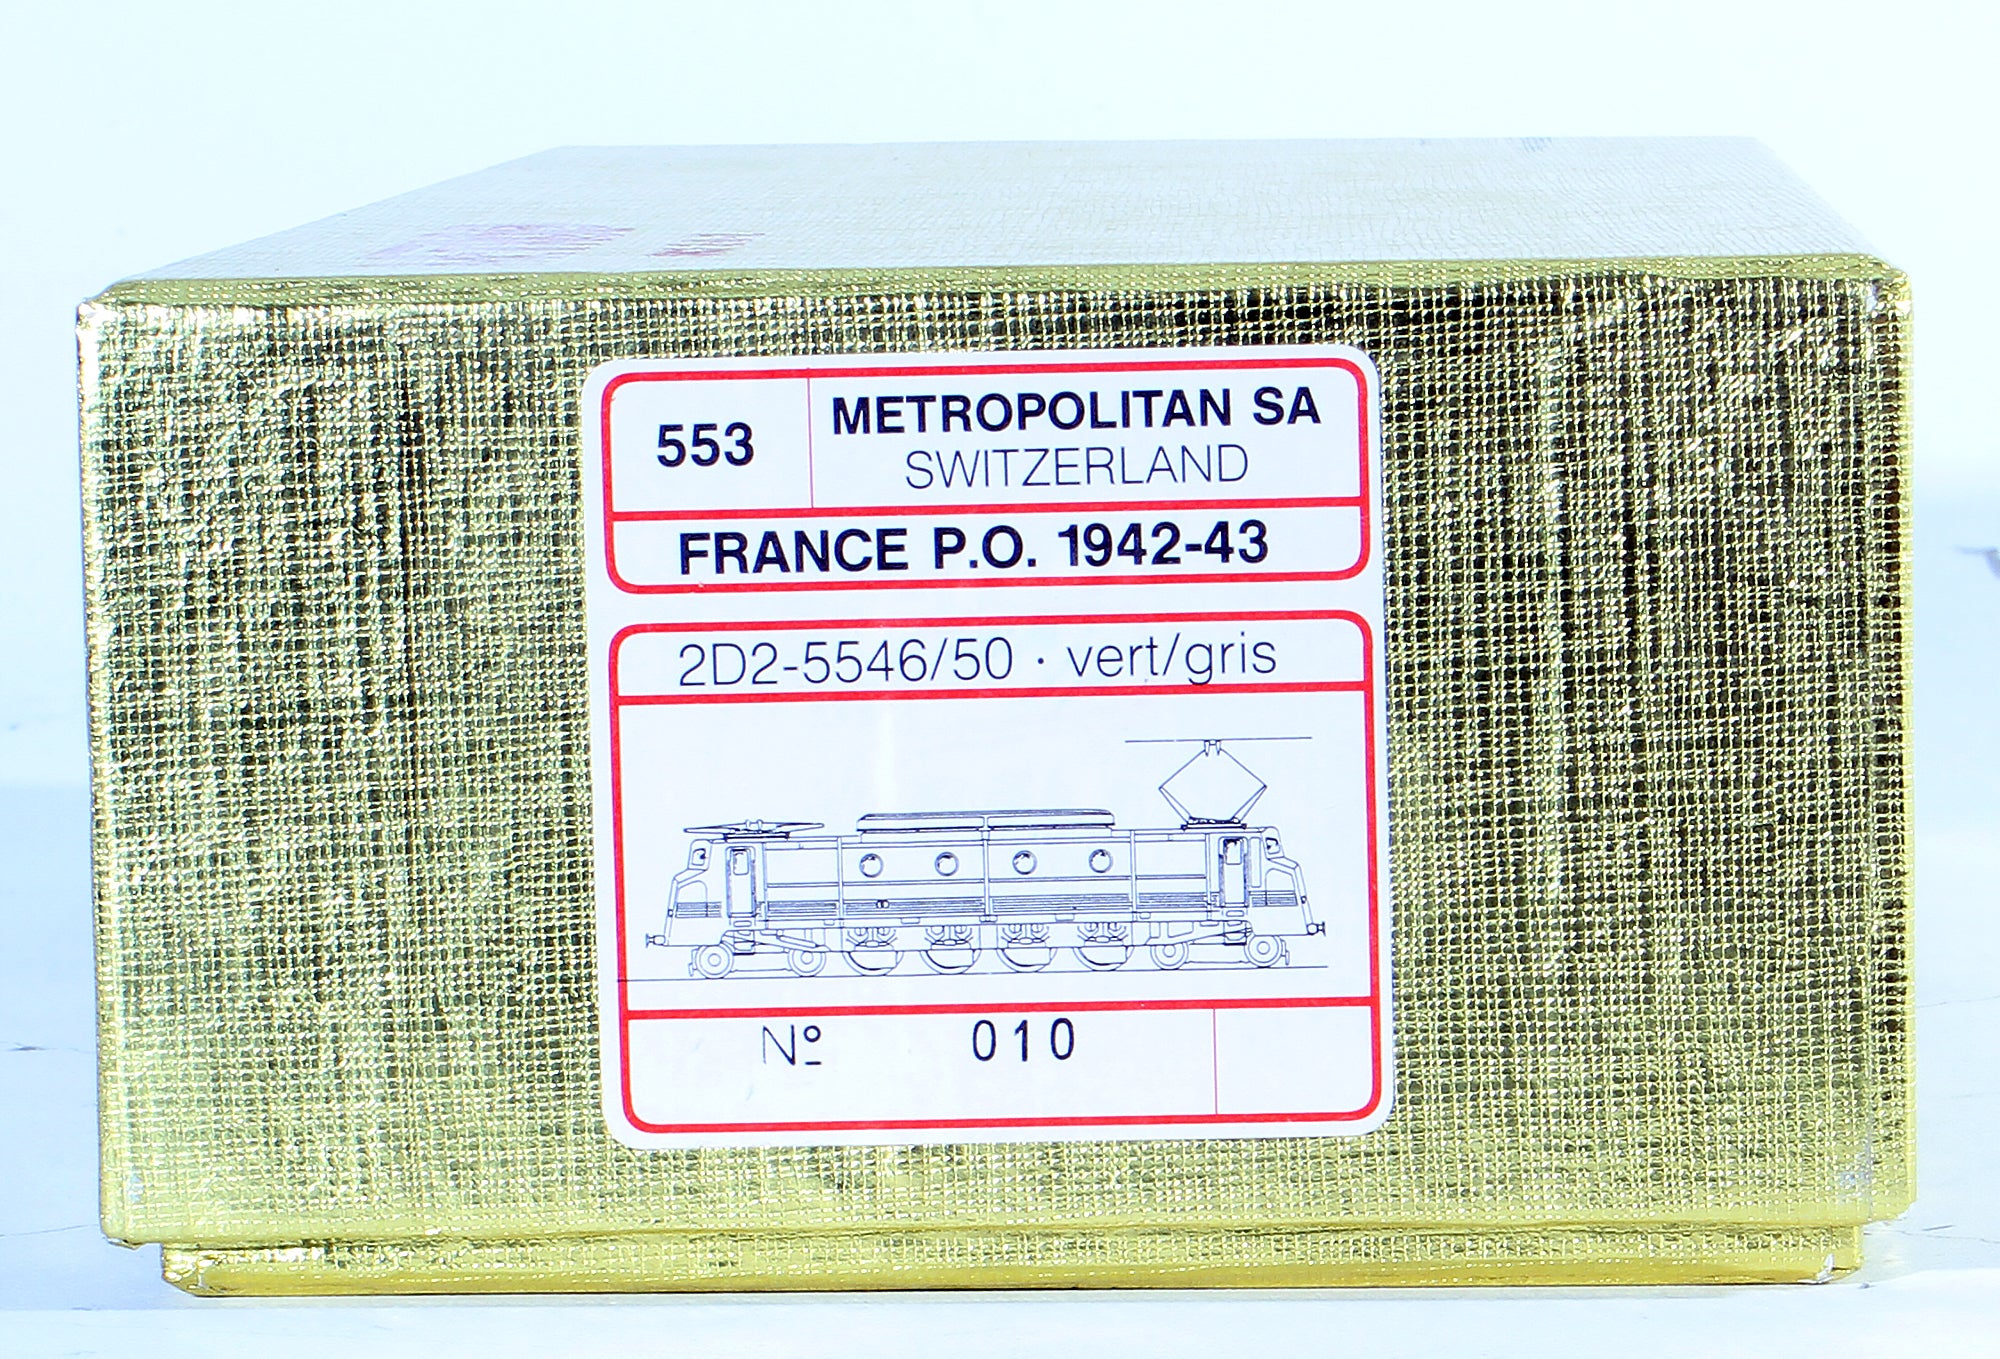 553
METROPOLITAN SA
SWITZERLAND
FRANCE P.O. 1942-43
2D2-5546/50 · vert/gris
Nº 010